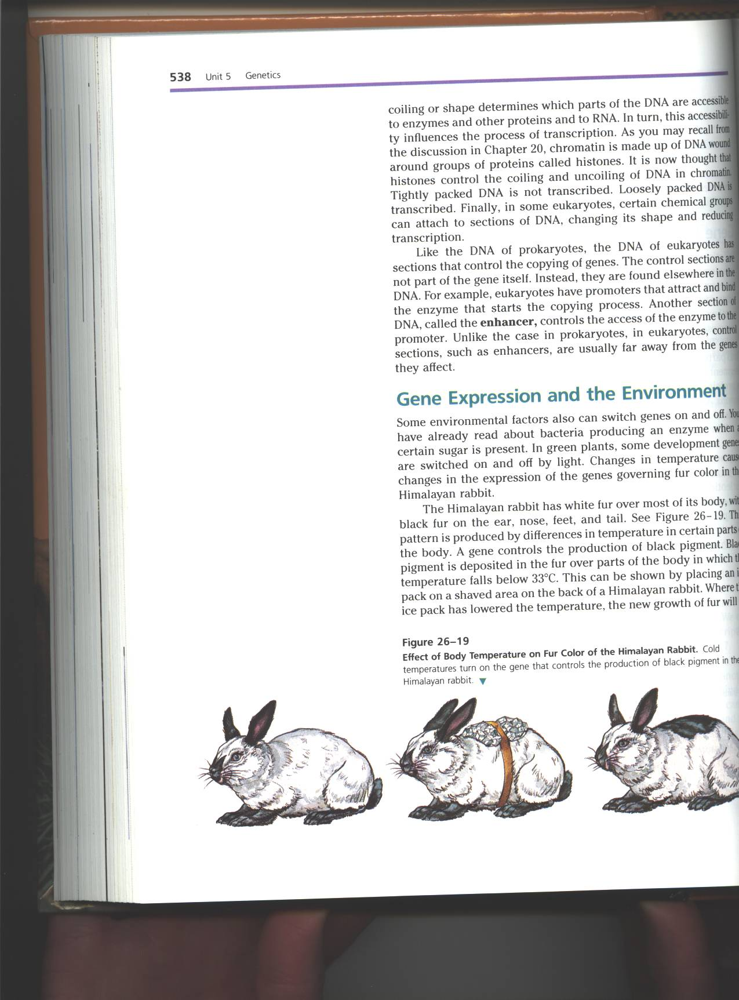 538 Unit 5 Genetics
coiling or shape determines which parts of the DNA are accessible
to enzymes and other proteins and to RNA. In turn, this accessibili-
ty influences the process of transcription. As you may recall from
the discussion in Chapter 20, chromatin is made up of DNA wound
around groups of proteins called histones. It is now thought that
histones control the coiling and uncoiling of DNA in chromatin.
Tightly packed DNA is not transcribed. Loosely packed DNA is
transcribed. Finally, in some eukaryotes, certain chemical groups
can attach to sections of DNA, changing its shape and reducing
transcription.
Like the DNA of prokaryotes, the DNA of eukaryotes has
sections that control the copying of genes. The control sections are
not part of the gene itself. Instead, they are found elsewhere in the
DNA. For example, eukaryotes have promoters that attract and bind
the enzyme that starts the copying process. Another section of
DNA, called the enhancer, controls the access of the enzyme to the
promoter. Unlike the case in prokaryotes, in eukaryotes, control
sections, such as enhancers, are usually far away from the genes
they affect.
Gene Expression and the Environment
Some environmental factors also can switch genes on and off. You
have already read about bacteria producing an enzyme when a
certain sugar is present. In green plants, some development
are switched on and off by light. Changes in temperature
changes in the expression of the genes governing fur color in
Himalayan rabbit.
The Himalayan rabbit has white fur over most of its body,
black fur on the ear, nose, feet, and tail. See Figure 26–19.
pattern is produced by differences in temperature in certain parts
the body. A gene controls the production of black pigment.
pigment is deposited in the fur over parts of the body in which
temperature falls below 33°C. This can be shown by placing an
pack on a shaved area on the back of a Himalayan rabbit. Where
ice pack has lowered the temperature, the new growth of fur will
Figure 26–19
Effect of Body Temperature on Fur Color of the Himalayan Rabbit. Cold
temperatures turn on the gene that controls the production of black pigment in the
Himalayan rabbit.